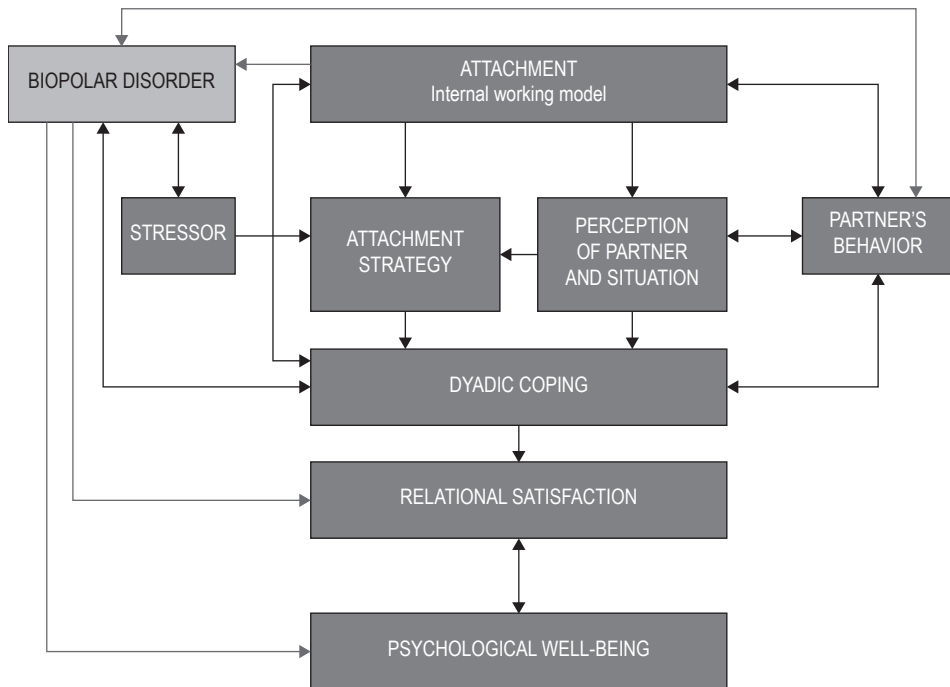 BIOPOLAR DISORDER
ATTACHMENT
Internal working model
STRESSOR
ATTACHMENT
STRATEGY
PERCEPTION
OF PARTNER
AND SITUATION
PARTNER'S
BEHAVIOR
DYADIC COPING
RELATIONAL SATISFACTION
PSYCHOLOGICAL WELL-BEING